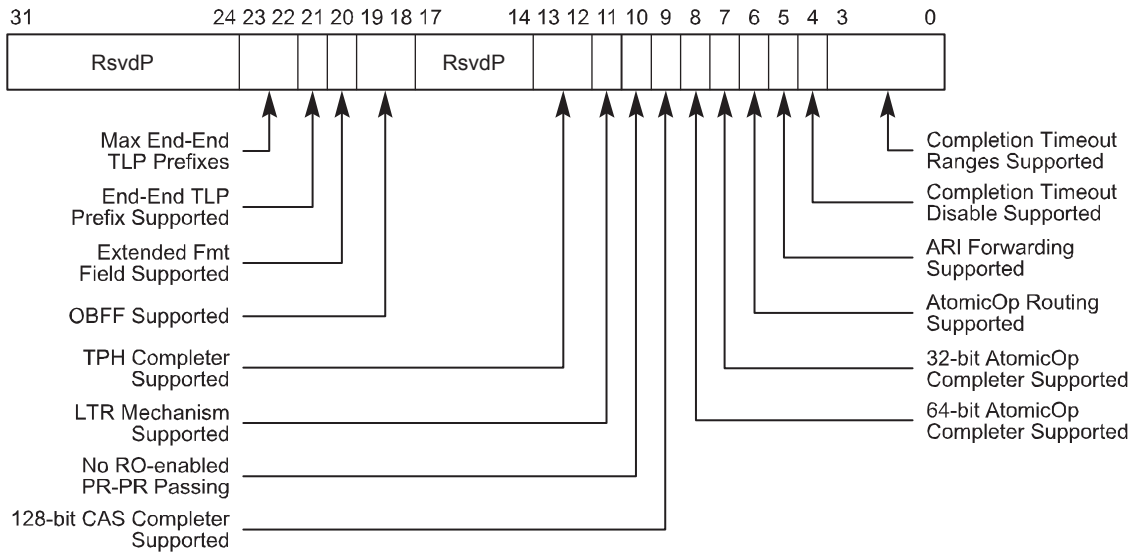 31 24 23 22 21 20 19 18 17 14 13 12 11 10 9 8 7 6 5 4 3 0
RsvdP RsvdP
Max End-End
TLP Prefixes
End-End TLP
Prefix Supported
Extended Fmt
Field Supported
OBFF Supported
TPH Completer
Supported
LTR Mechanism
Supported
No RO-enabled
PR-PR Passing
128-bit CAS Completer
Supported
Completion Timeout
Ranges Supported
Completion Timeout
Disable Supported
ARI Forwarding
Supported
AtomicOp Routing
Supported
32-bit AtomicOp
Completer Supported
64-bit AtomicOp
Completer Supported